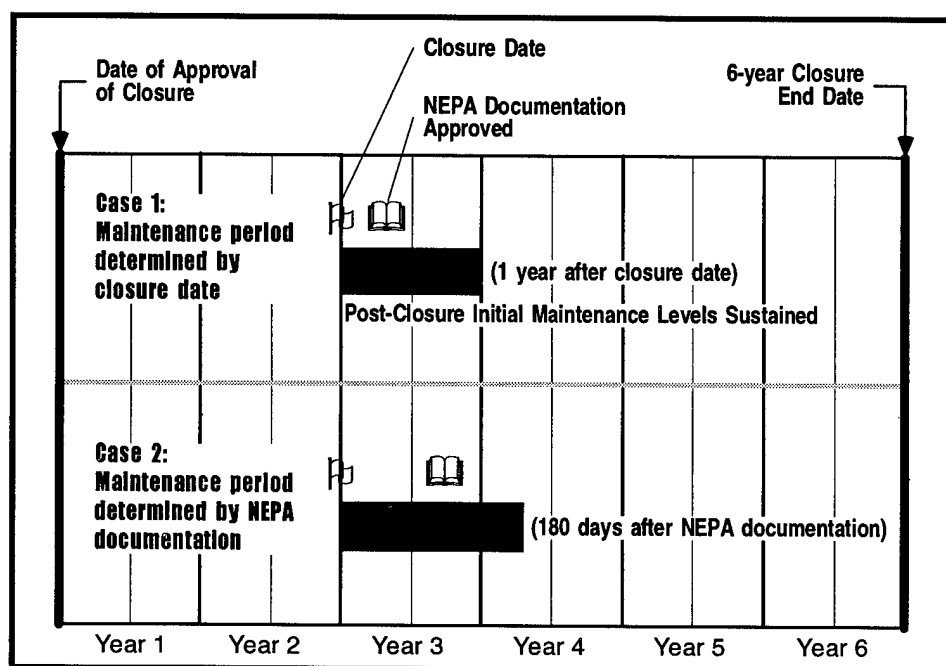 Closure Date
Date of Approval
of Closure
6-year Closure
End Date
NEPA Documentation
Approved
Case 1:
Maintenance period
determined by
closure date
(1 year after closure date)
Post-Closure Initial Maintenance Levels Sustained
Case 2:
Maintenance period
determined by NEPA
documentation
(180 days after NEPA documentation)
Year 1
Year 2
Year 3
Year 4
Year 5
Year 6